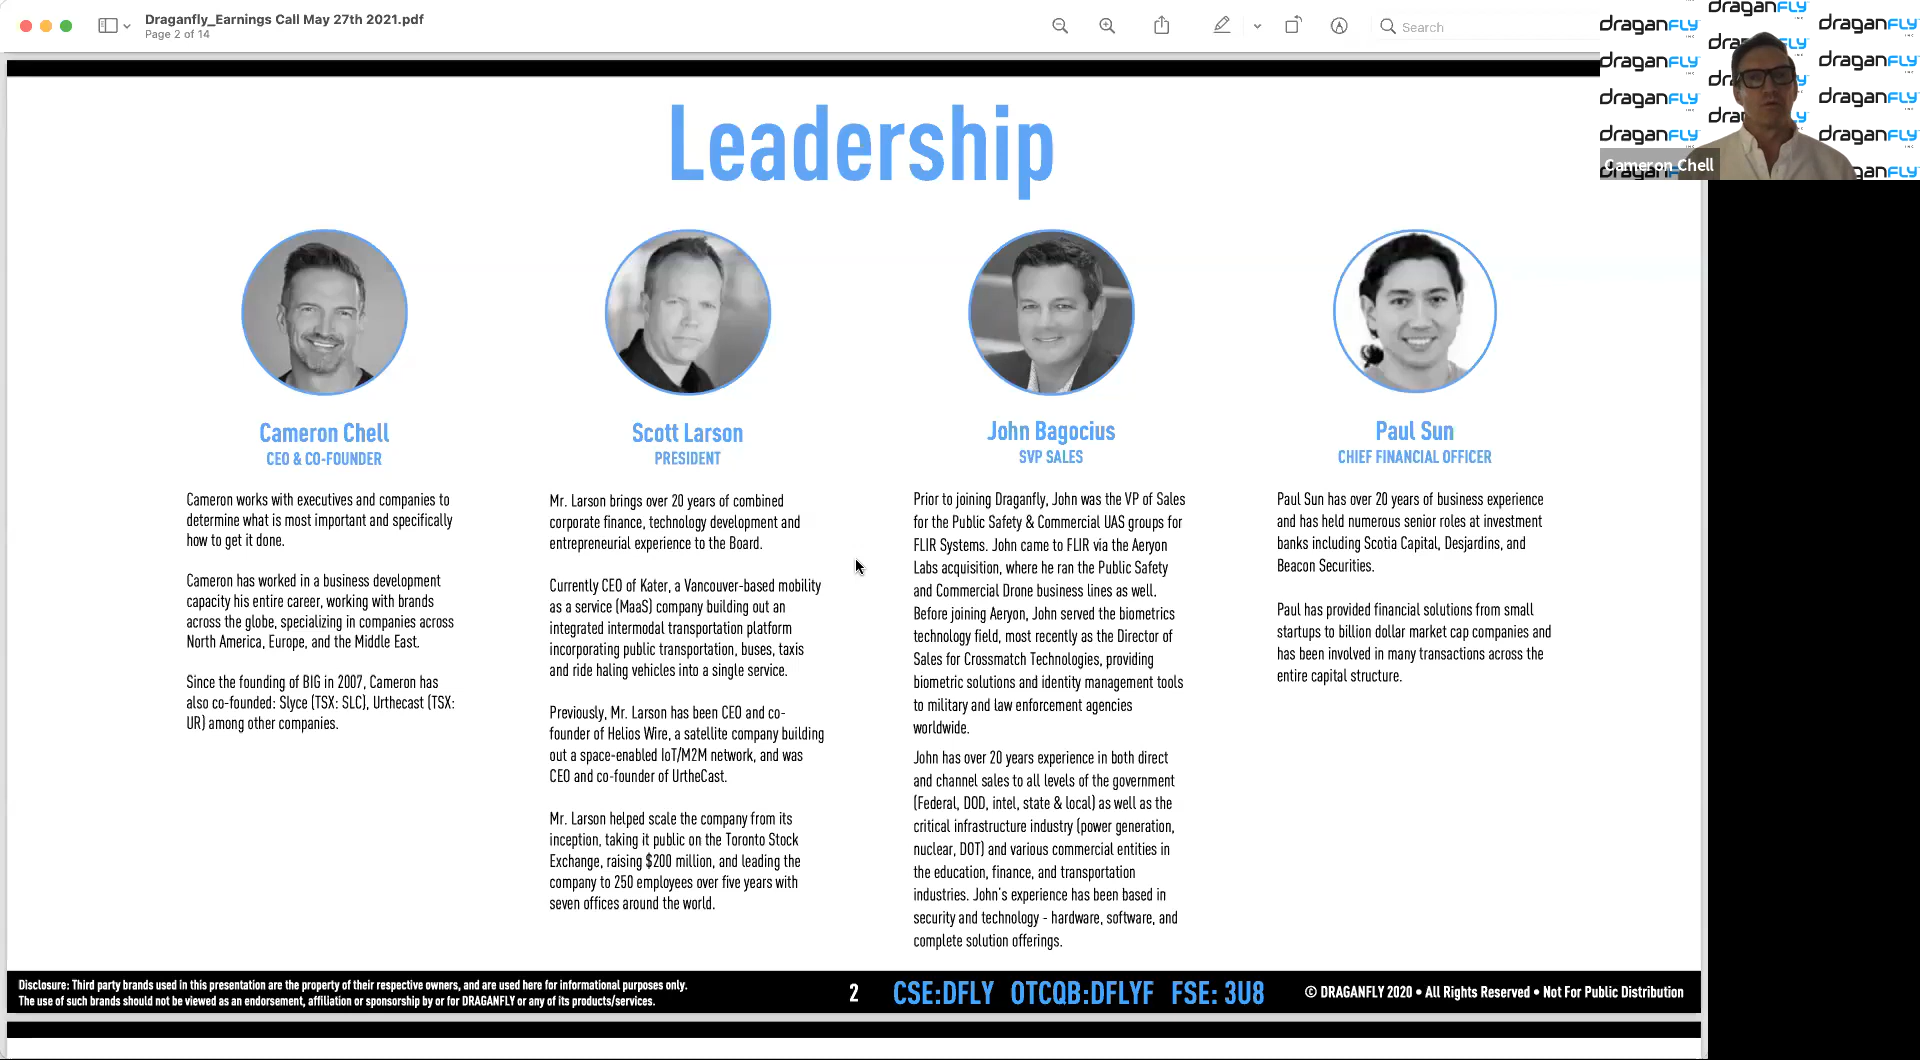 Draganfly_Earnings Call May 27th 2021.pdf
Page 2 of 14
Search
draganFLY
draganFLY
draganFLY
draganFLY
draganFLY
draganFLY
draganFLY
draganFLY
draganFLY
draganFLY
Cameron Chell
Leadership
Cameron Chell
CEO & CO-FOUNDER
Cameron works with executives and companies to
determine what is most important and specifically
how to get it done.
Cameron has worked in a business development
capacity his entire career, working with brands
across the globe, specializing in companies across
North America, Europe, and the Middle East.
Since the founding of BIG in 2007, Cameron has
also co-founded: Slyce (TSX: SLC), Urthecast (TSX:
UR) among other companies.
Scott Larson
PRESIDENT
Mr. Larson brings over 20 years of combined
corporate finance, technology development and
entrepreneurial experience to the Board.
Currently CEO of Kater, a Vancouver-based mobility
as a service (MaaS) company building out an
integrated intermodal transportation platform
incorporating public transportation, buses, taxis
and ride haling vehicles into a single service.
Previously, Mr. Larson has been CEO and co-
founder of Helios Wire, a satellite company building
out a space-enabled IoT/M2M network, and was
CEO and co-founder of UrtheCast.
Mr. Larson helped scale the company from its
inception, taking it public on the Toronto Stock
Exchange, raising $200 million, and leading the
company to 250 employees over five years with
seven offices around the world.
John Bagocius
SVP SALES
Prior to joining Draganfly, John was the VP of Sales
for the Public Safety & Commercial UAS groups for
FLIR Systems. John came to FLIR via the Aeryon
Labs acquisition, where he ran the Public Safety
and Commercial Drone business lines as well.
Before joining Aeryon, John served the biometrics
technology field, most recently as the Director of
Sales for Crossmatch Technologies, providing
biometric solutions and identity management tools
to military and law enforcement agencies
worldwide.
John has over 20 years experience in both direct
and channel sales to all levels of the government
(Federal, DOD, intel, state & local) as well as the
critical infrastructure industry (power generation,
nuclear, DOT) and various commercial entities in
the education, finance, and transportation
industries. John's experience has been based in
security and technology - hardware, software, and
complete solution offerings.
Paul Sun
CHIEF FINANCIAL OFFICER
Paul Sun has over 20 years of business experience
and has held numerous senior roles at investment
banks including Scotia Capital, Desjardins, and
Beacon Securities.
Paul has provided financial solutions from small
startups to billion dollar market cap companies and
has been involved in many transactions across the
entire capital structure.
Disclosure: Third party brands used in this presentation are the property of their respective owners, and are used here for informational purposes only.
The use of such brands should not be viewed as an endorsement, affiliation or sponsorship by or for DRAGANFLY or any of its products/services.
2
CSE:DFLY OTCQB:DFLYF FSE: 3U8
© DRAGANFLY 2020 • All Rights Reserved • Not For Public Distribution